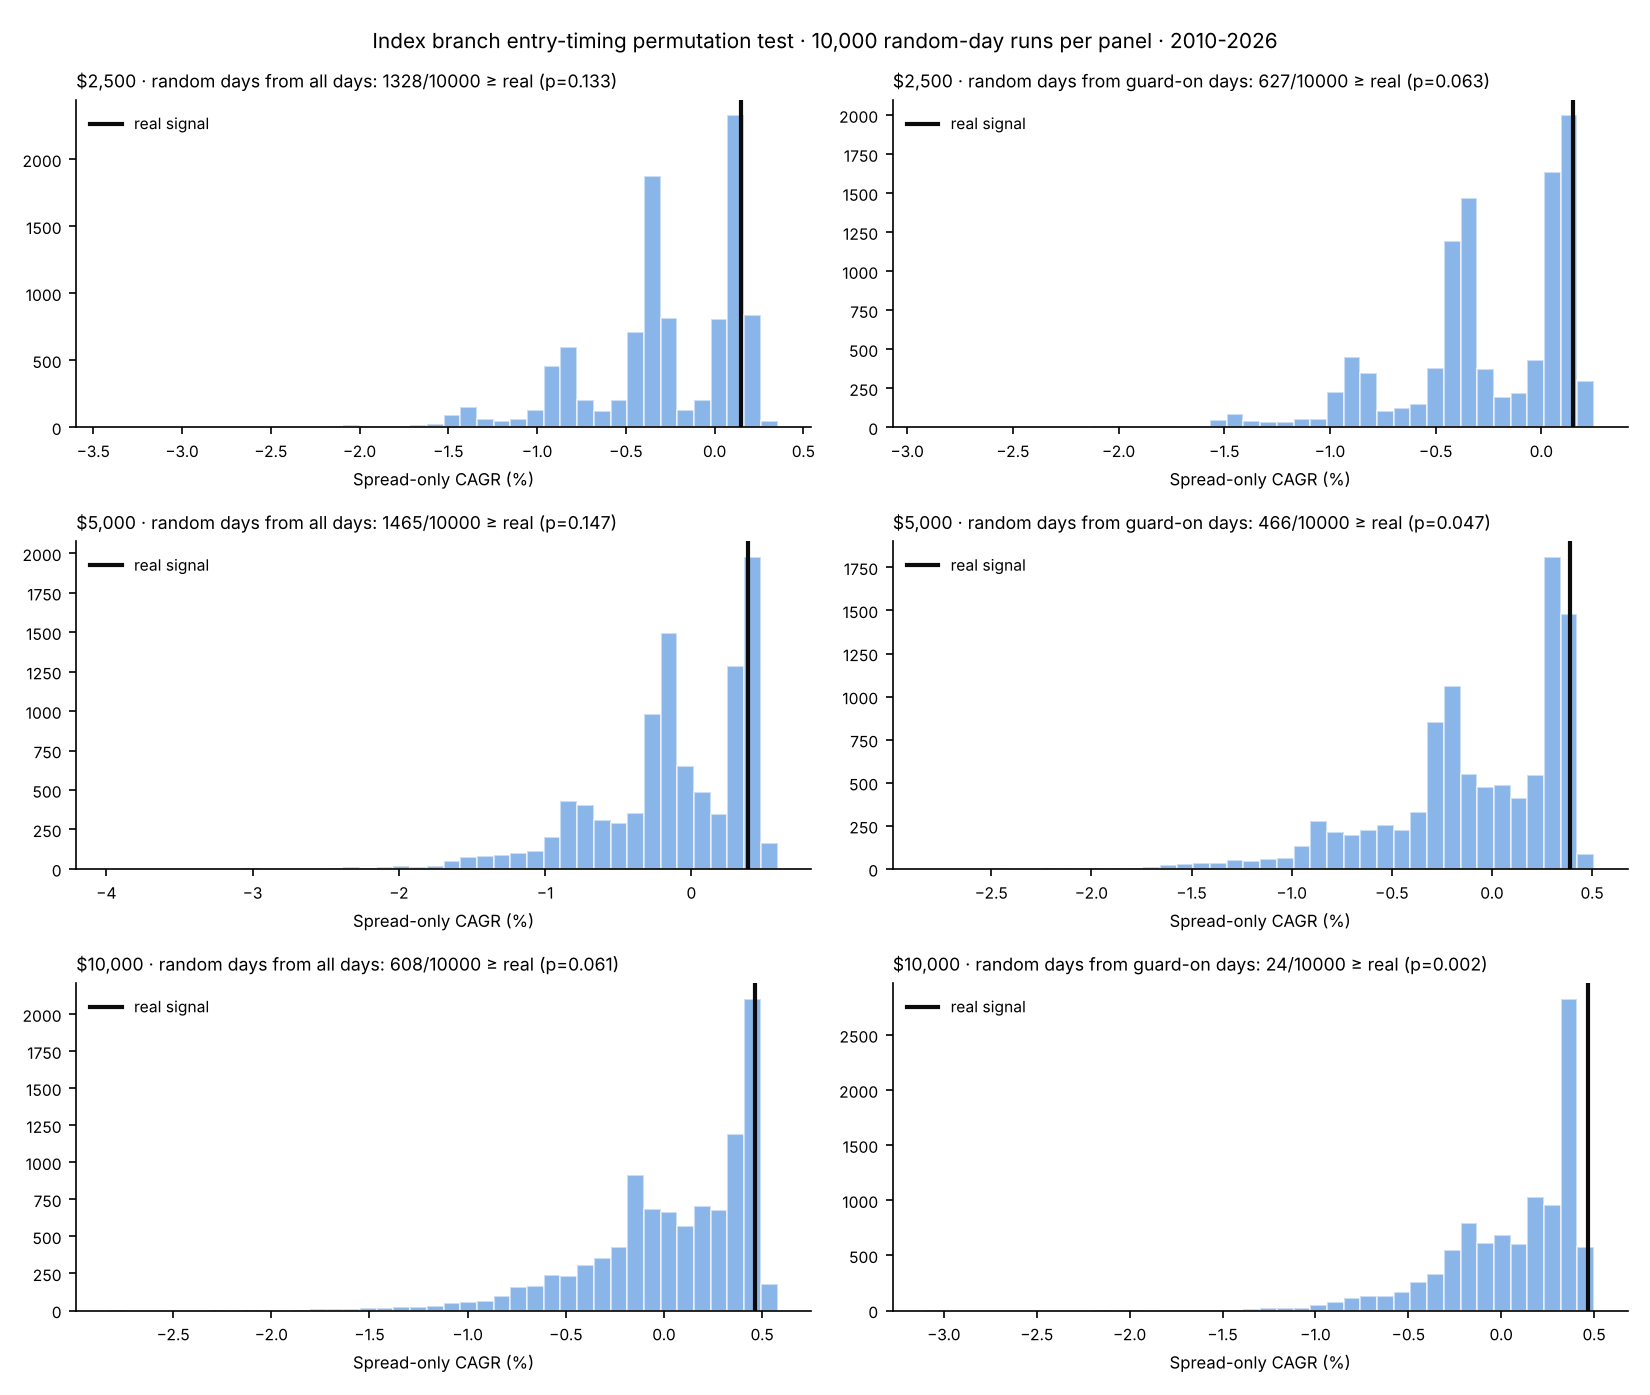 Index branch entry-timing permutation test · 10,000 random-day runs per panel · 2010-2026
$2,500 · random days from all days: 1328/10000 ≥ real (p=0.133)
real signal
2000
1500
1000
500
0
−3.5 −3.0 −2.5 −2.0 −1.5 −1.0 −0.5 0.0 0.5
Spread-only CAGR (%)
$2,500 · random days from guard-on days: 627/10000 ≥ real (p=0.063)
real signal
2000
1750
1500
1250
1000
750
500
250
0
−3.0 −2.5 −2.0 −1.5 −1.0 −0.5 0.0
Spread-only CAGR (%)
$5,000 · random days from all days: 1465/10000 ≥ real (p=0.147)
real signal
2000
1750
1500
1250
1000
750
500
250
0
−4 −3 −2 −1 0
Spread-only CAGR (%)
$5,000 · random days from guard-on days: 466/10000 ≥ real (p=0.047)
real signal
1750
1500
1250
1000
750
500
250
0
−2.5 −2.0 −1.5 −1.0 −0.5 0.0 0.5
Spread-only CAGR (%)
$10,000 · random days from all days: 608/10000 ≥ real (p=0.061)
real signal
2000
1750
1500
1250
1000
750
500
250
0
−2.5 −2.0 −1.5 −1.0 −0.5 0.0 0.5
Spread-only CAGR (%)
$10,000 · random days from guard-on days: 24/10000 ≥ real (p=0.002)
real signal
2500
2000
1500
1000
500
0
−3.0 −2.5 −2.0 −1.5 −1.0 −0.5 0.0 0.5
Spread-only CAGR (%)